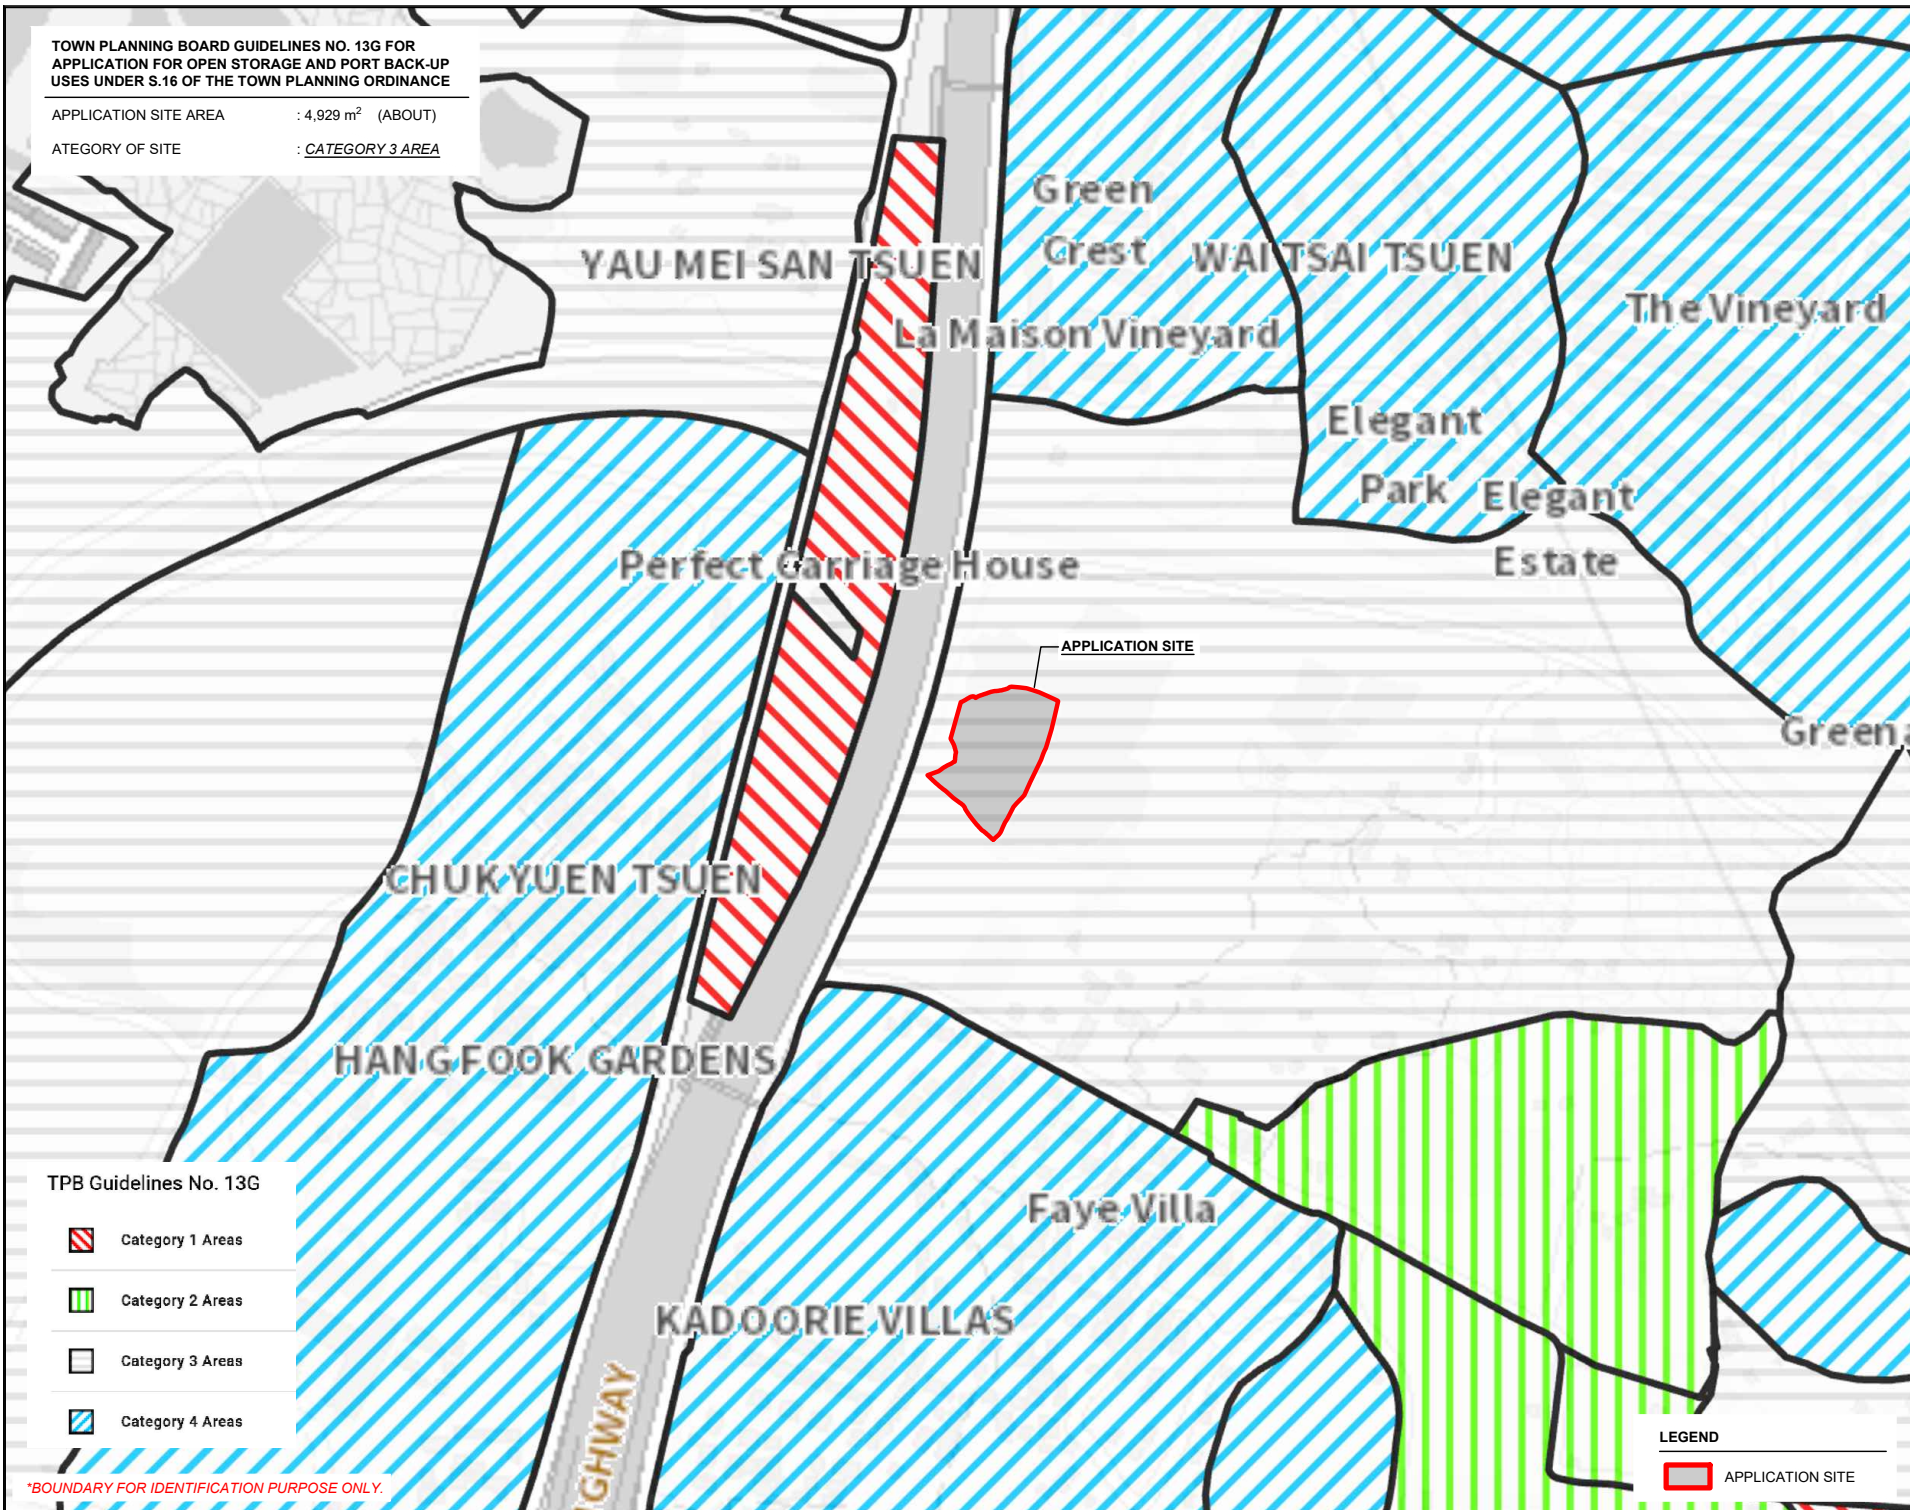 TOWN PLANNING BOARD GUIDELINES NO. 13G FOR
APPLICATION FOR OPEN STORAGE AND PORT BACK-UP
USES UNDER S.16 OF THE TOWN PLANNING ORDINANCE
APPLICATION SITE AREA : 4,929 m² (ABOUT)
ATEGORY OF SITE : CATEGORY 3 AREA
Green
Crest
YAU MEI SAN TSUEN
WAI TSAI TSUEN
The Vineyard
La Maison Vineyard
Elegant
Park
Elegant
Estate
Perfect Carriage House
APPLICATION SITE
Green
CHUK YUEN TSUEN
HANG FOOK GARDENS
Faye Villa
KADOORIE VILLAS
GHWAY
TPB Guidelines No. 13G
Category 1 Areas
Category 2 Areas
Category 3 Areas
Category 4 Areas
*BOUNDARY FOR IDENTIFICATION PURPOSE ONLY.
LEGEND
APPLICATION SITE